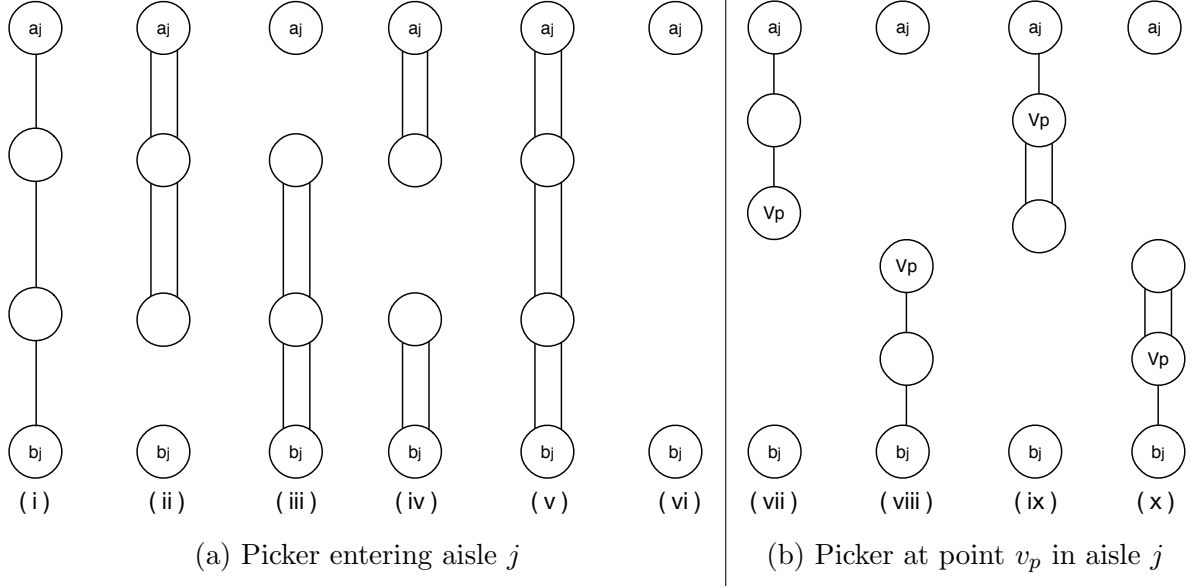 aj aj aj aj aj aj aj aj aj aj
Vp
Vp
Vp
Vp
bj bj bj bj bj bj bj bj bj bj
( i ) ( ii ) ( iii ) ( iv ) ( v ) ( vi ) ( vii ) ( viii ) ( ix ) ( x )
(a) Picker entering aisle j
(b) Picker at point vp in aisle j